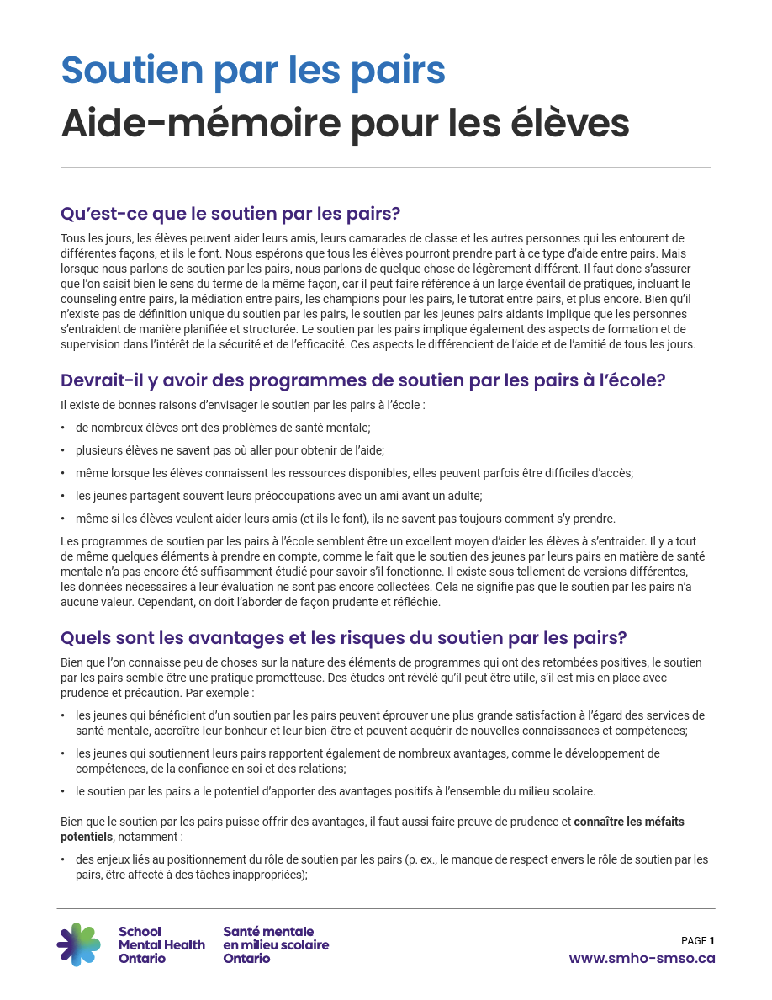 Soutien par les pairs
Aide-mémoire pour les élèves
Qu’est-ce que le soutien par les pairs?
Tous les jours, les élèves peuvent aider leurs amis, leurs camarades de classe et les autres personnes qui les entourent de
différentes façons, et ils le font. Nous espérons que tous les élèves pourront prendre part à ce type d’aide entre pairs. Mais
lorsque nous parlons de soutien par les pairs, nous parlons de quelque chose de légèrement différent. Il faut donc s’assurer
que l’on saisit bien le sens du terme de la même façon, car il peut faire référence à un large éventail de pratiques, incluant le
counseling entre pairs, la médiation entre pairs, les champions pour les pairs, le tutorat entre pairs, et plus encore. Bien qu’il
n’existe pas de définition unique du soutien par les pairs, le soutien par les jeunes pairs aidants implique que les personnes
s’entraident de manière planifiée et structurée. Le soutien par les pairs implique également des aspects de formation et de
supervision dans l’intérêt de la sécurité et de l’efficacité. Ces aspects le différencient de l’aide et de l’amitié de tous les jours.
Devrait-il y avoir des programmes de soutien par les pairs à l’école?
Il existe de bonnes raisons d’envisager le soutien par les pairs à l’école :
• de nombreux élèves ont des problèmes de santé mentale;
• plusieurs élèves ne savent pas où aller pour obtenir de l’aide;
• même lorsque les élèves connaissent les ressources disponibles, elles peuvent parfois être difficiles d’accès;
• les jeunes partagent souvent leurs préoccupations avec un ami avant un adulte;
• même si les élèves veulent aider leurs amis (et ils le font), ils ne savent pas toujours comment s’y prendre.
Les programmes de soutien par les pairs à l’école semblent être un excellent moyen d’aider les élèves à s’entraider. Il y a tout
de même quelques éléments à prendre en compte, comme le fait que le soutien des jeunes par leurs pairs en matière de santé
mentale n’a pas encore été suffisamment étudié pour savoir s’il fonctionne. Il existe sous tellement de versions différentes,
les données nécessaires à leur évaluation ne sont pas encore collectées. Cela ne signifie pas que le soutien par les pairs n’a
aucune valeur. Cependant, on doit l’aborder de façon prudente et réfléchie.
Quels sont les avantages et les risques du soutien par les pairs?
Bien que l’on connaisse peu de choses sur la nature des éléments de programmes qui ont des retombées positives, le soutien
par les pairs semble être une pratique prometteuse. Des études ont révélé qu’il peut être utile, s’il est mis en place avec
prudence et précaution. Par exemple :
• les jeunes qui bénéficient d’un soutien par les pairs peuvent éprouver une plus grande satisfaction à l’égard des services de
santé mentale, accroître leur bonheur et leur bien-être et peuvent acquérir de nouvelles connaissances et compétences;
• les jeunes qui soutiennent leurs pairs rapportent également de nombreux avantages, comme le développement de
compétences, de la confiance en soi et des relations;
• le soutien par les pairs a le potentiel d’apporter des avantages positifs à l’ensemble du milieu scolaire.
Bien que le soutien par les pairs puisse offrir des avantages, il faut aussi faire preuve de prudence et connaître les méfaits
potentiels, notamment :
• des enjeux liés au positionnement du rôle de soutien par les pairs (p. ex., le manque de respect envers le rôle de soutien par les
pairs, être affecté à des tâches inappropriées);
School
Mental Health
Ontario
Santé mentale
en milieu scolaire
Ontario
PAGE 1
www.smho-smso.ca